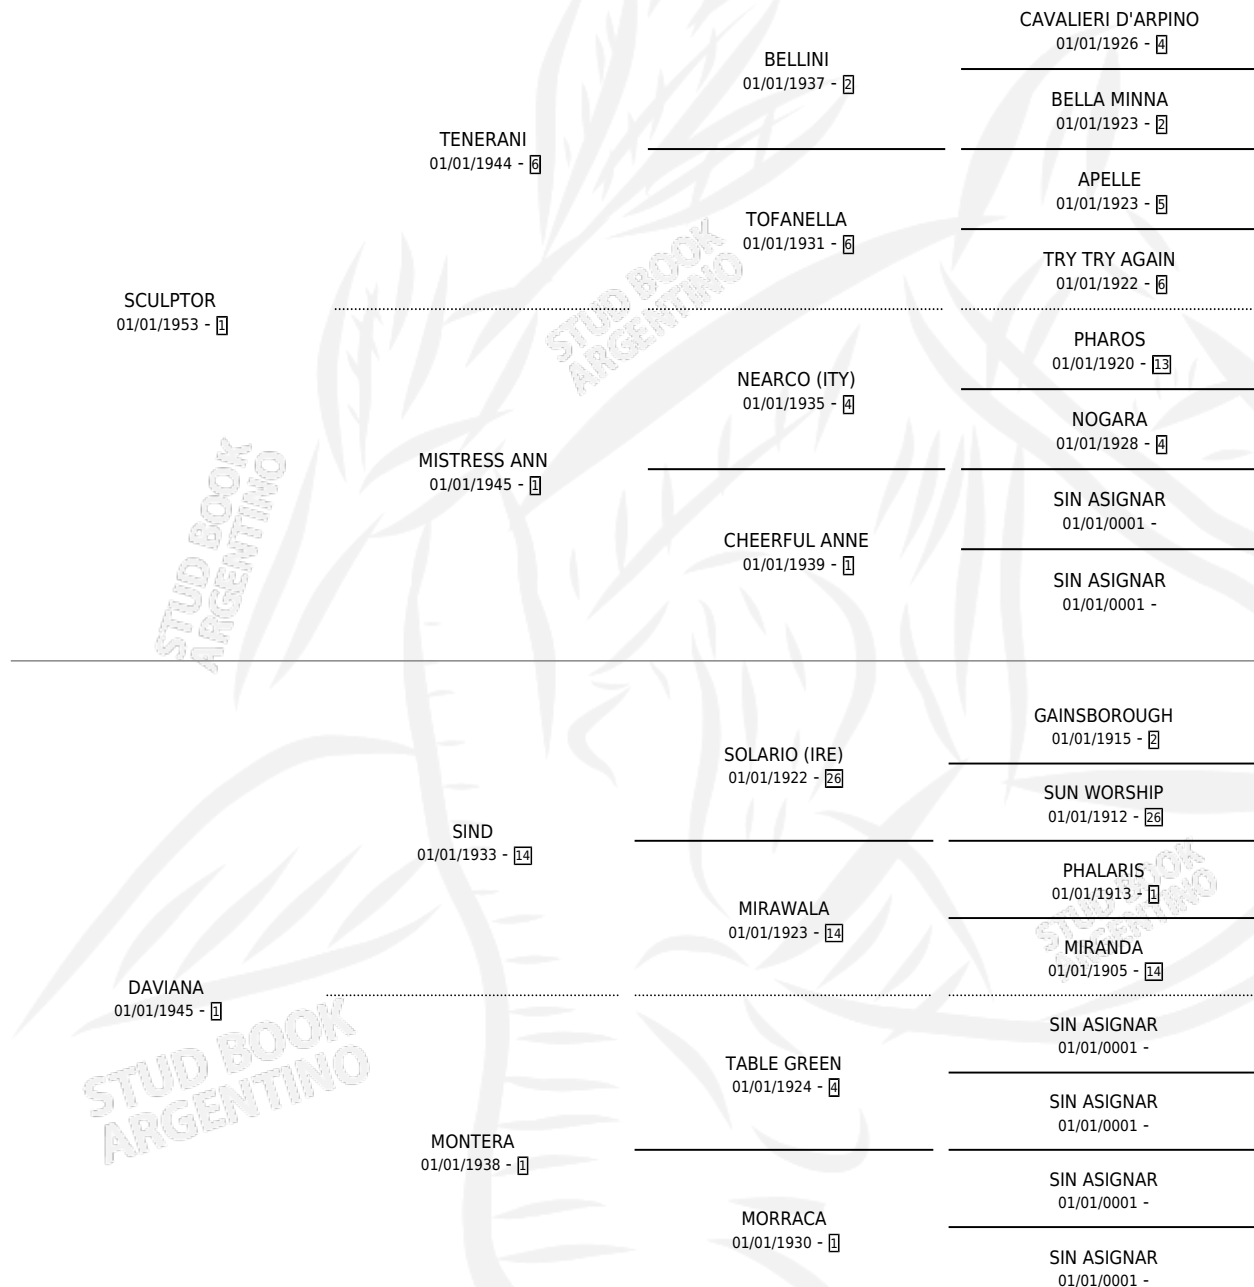 CAVALIERI D'ARPINO
01/01/1926 - 4
BELLINI
01/01/1937 - 2
BELLA MINNA
01/01/1923 - 2
TENERANI
01/01/1944 - 6
APELLE
01/01/1923 - 5
TOFANELLA
01/01/1931 - 6
TRY TRY AGAIN
01/01/1922 - 6
SCULPTOR
01/01/1953 - 1
PHAROS
01/01/1920 - 13
NEARCO (ITY)
01/01/1935 - 4
NOGARA
01/01/1928 - 4
MISTRESS ANN
01/01/1945 - 1
SIN ASIGNAR
01/01/0001 -
CHEERFUL ANNE
01/01/1939 - 1
SIN ASIGNAR
01/01/0001 -
GAINSBOROUGH
01/01/1915 - 2
SOLARIO (IRE)
01/01/1922 - 26
SUN WORSHIP
01/01/1912 - 26
SIND
01/01/1933 - 14
PHALARIS
01/01/1913 - 1
MIRAWALA
01/01/1923 - 14
MIRANDA
01/01/1905 - 14
DAVIANA
01/01/1945 - 1
SIN ASIGNAR
01/01/0001 -
TABLE GREEN
01/01/1924 - 4
SIN ASIGNAR
01/01/0001 -
MONTERA
01/01/1938 - 1
SIN ASIGNAR
01/01/0001 -
MORRACA
01/01/1930 - 1
SIN ASIGNAR
01/01/0001 -
STUD BOOK
ARGENTINO
STUD BOOK
ARGENTINO
STUD BOOK
ARGENTINO
STUD BOOK
ARGENTINO